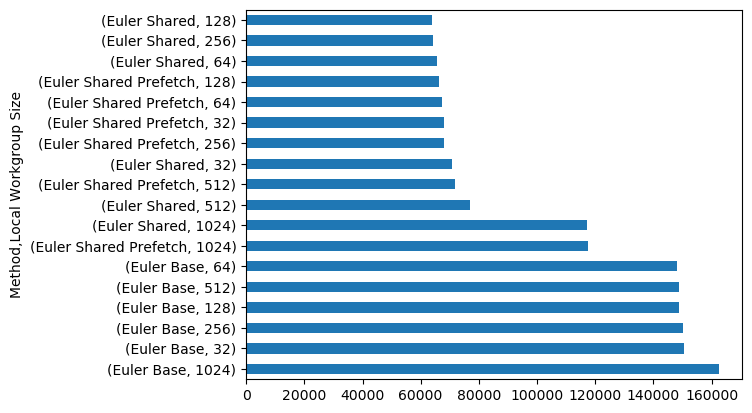 (Euler Shared, 128)
(Euler Shared, 256)
(Euler Shared, 64)
(Euler Shared Prefetch, 128)
(Euler Shared Prefetch, 64)
(Euler Shared Prefetch, 32)
(Euler Shared Prefetch, 256)
(Euler Shared, 32)
(Euler Shared Prefetch, 512)
(Euler Shared, 512)
(Euler Shared, 1024)
(Euler Shared Prefetch, 1024)
(Euler Base, 64)
(Euler Base, 512)
(Euler Base, 128)
(Euler Base, 256)
(Euler Base, 32)
(Euler Base, 1024)
Method,Local Workgroup Size
0 20000 40000 60000 80000 100000 120000 140000 160000